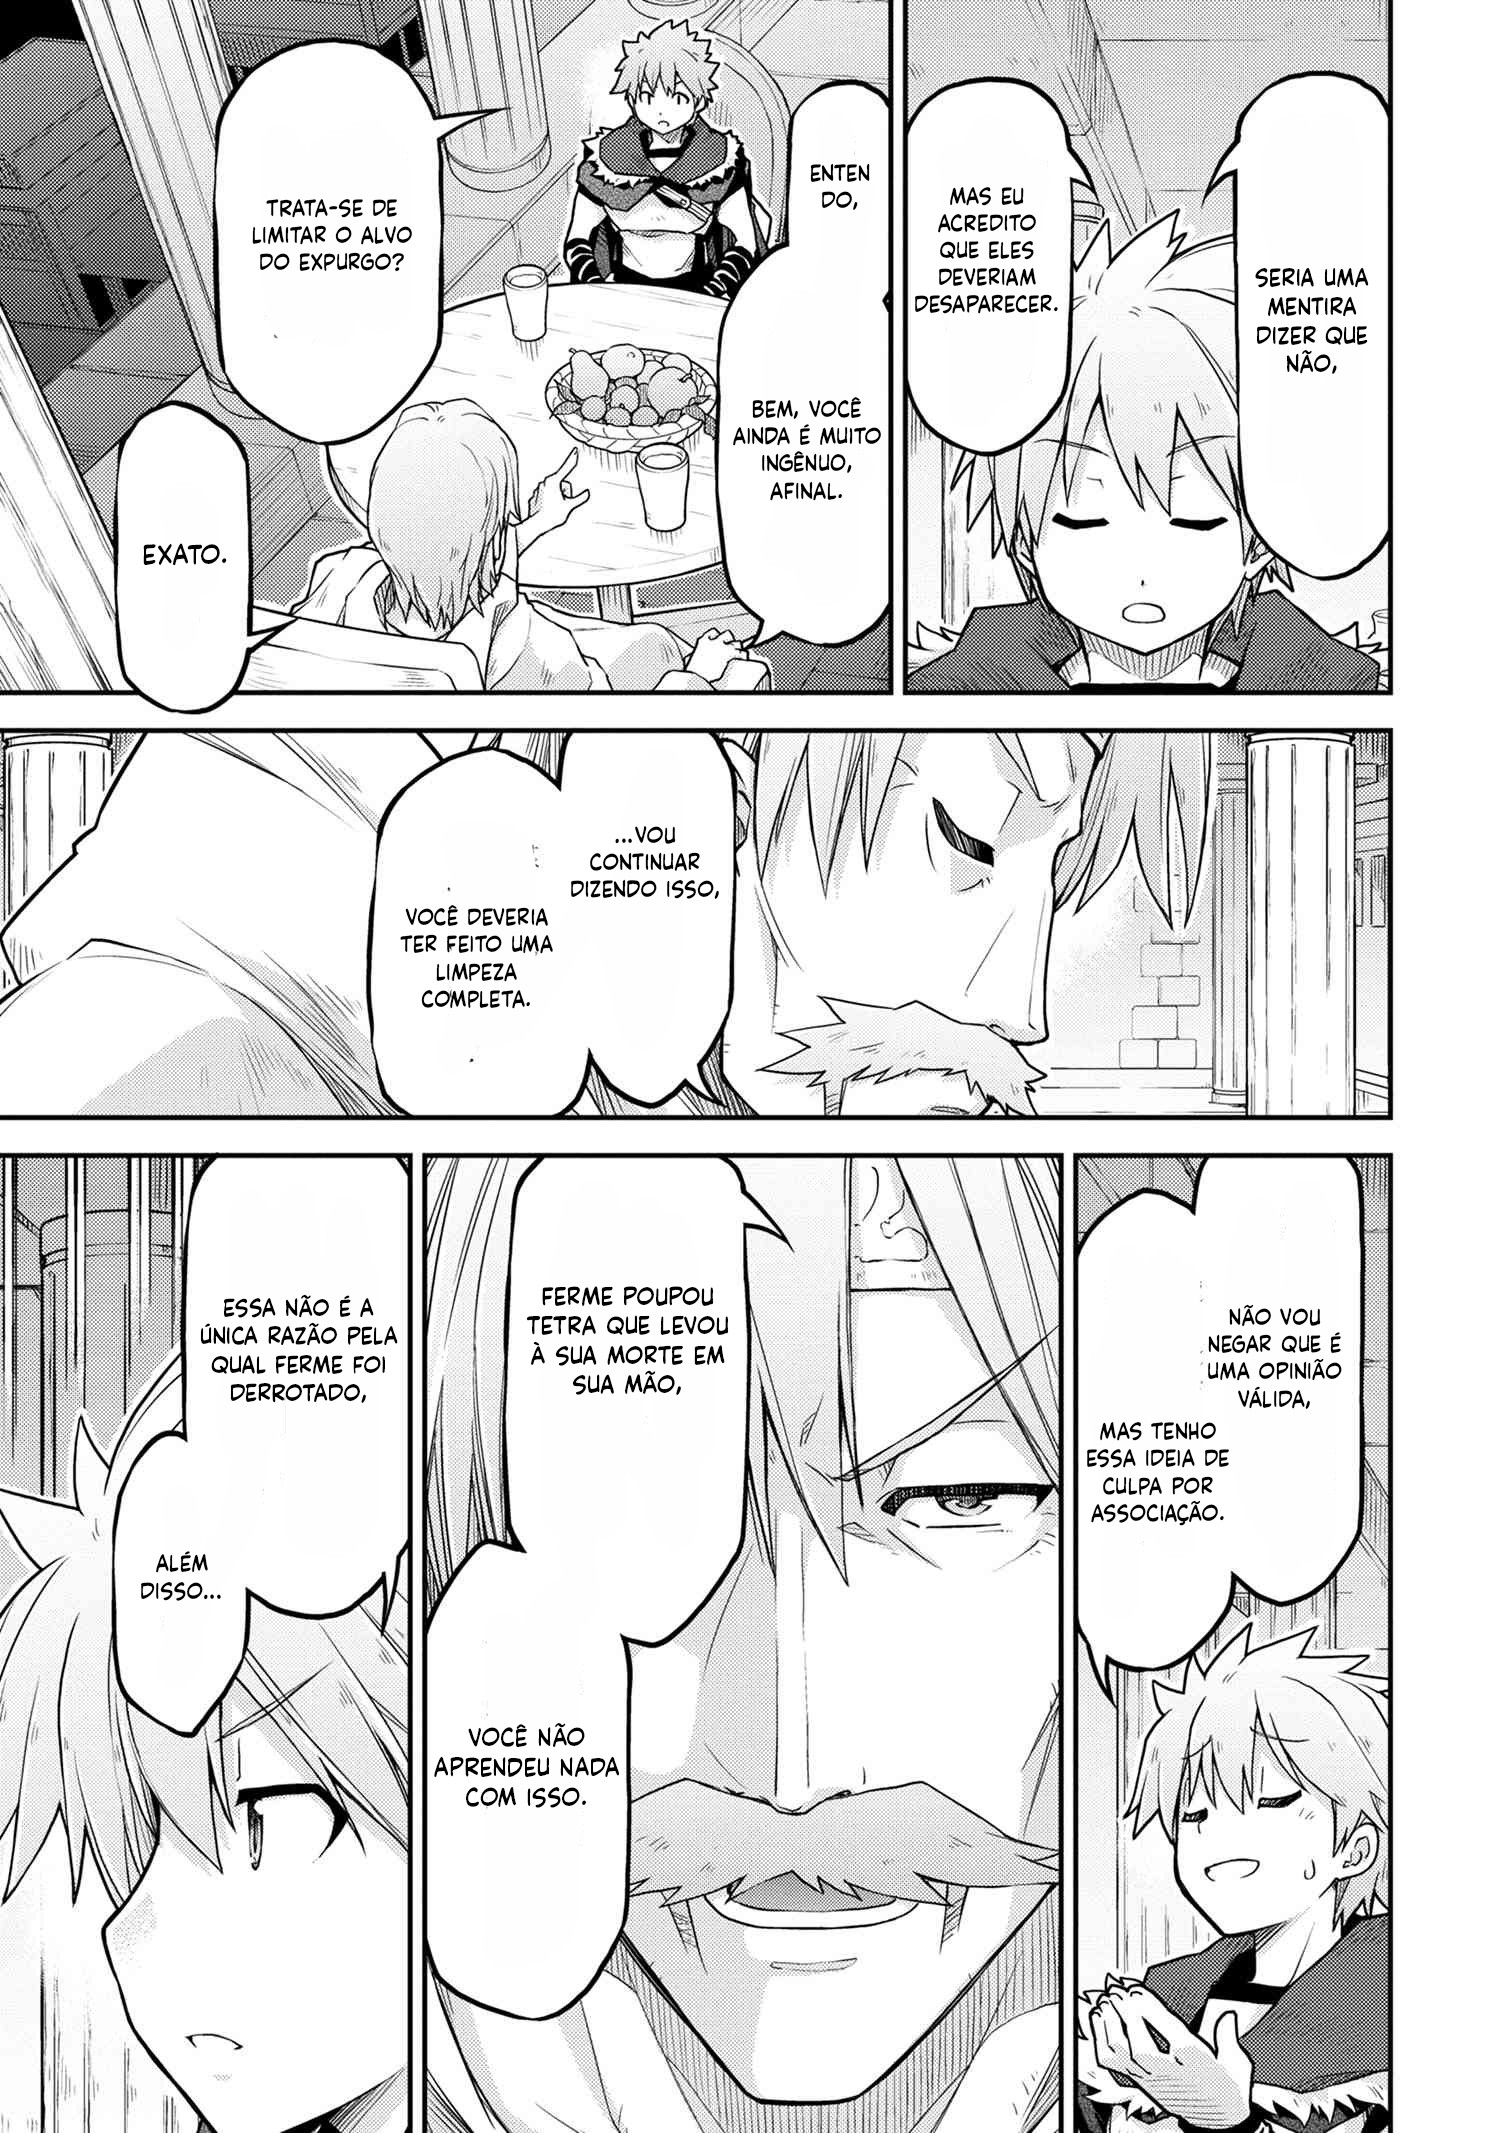 SERIA UMA
MENTIRA
DIZER QUE
NÃO,
MAS EU
ACREDITO
QUE ELES
DEVERIAM
DESAPARECER.
ENTEN
DO,
BEM, VOCÊ
AINDA É MUITO
INGÊNUO,
AFINAL.
TRATA-SE DE
LIMITAR O ALVO
DO EXPURGO?
EXATO.
...VOU
CONTINUAR
DIZENDO ISSO,
VOCÊ DEVERIA
TER FEITO UMA
LIMPEZA
COMPLETA.
NÃO VOU
NEGAR QUE É
UMA OPINIÃO
VÁLIDA,
MAS TENHO
ESSA IDEIA DE
CULPA POR
ASSOCIAÇÃO.
FERME POUPOU
TETRA QUE LEVOU
À SUA MORTE EM
SUA MÃO,
VOCÊ NÃO
APRENDEU NADA
COM ISSO.
ESSA NÃO É A
ÚNICA RAZÃO PELA
QUAL FERME FOI
DERROTADO,
ALÉM
DISSO...